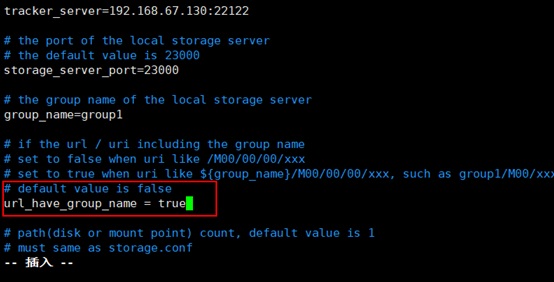 tracker_server=192.168.67.130:22122
# the port of the local storage server
# the default value is 23000
storage_server_port=23000
# the group name of the local storage server
group_name=group1
# if the url / uri including the group name
# set to false when uri like /M00/00/00/xxx
# set to true when uri like ${group_name}/M00/00/00/xxx, such as group1/M00/xxx
# default value is false
url_have_group_name = true
# path(disk or mount point) count, default value is 1
# must same as storage.conf
-- 插入 --